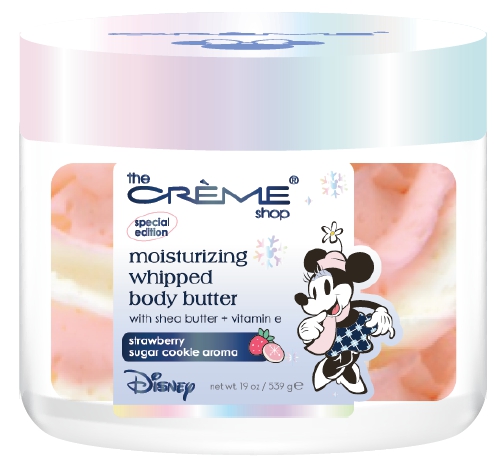 the
CRÈME®
shop
special
edition
moisturizing
whipped
body butter
with shea butter + vitamin e
strawberry
sugar cookie aroma
Disney
net wt. 19 oz / 539 g ℮